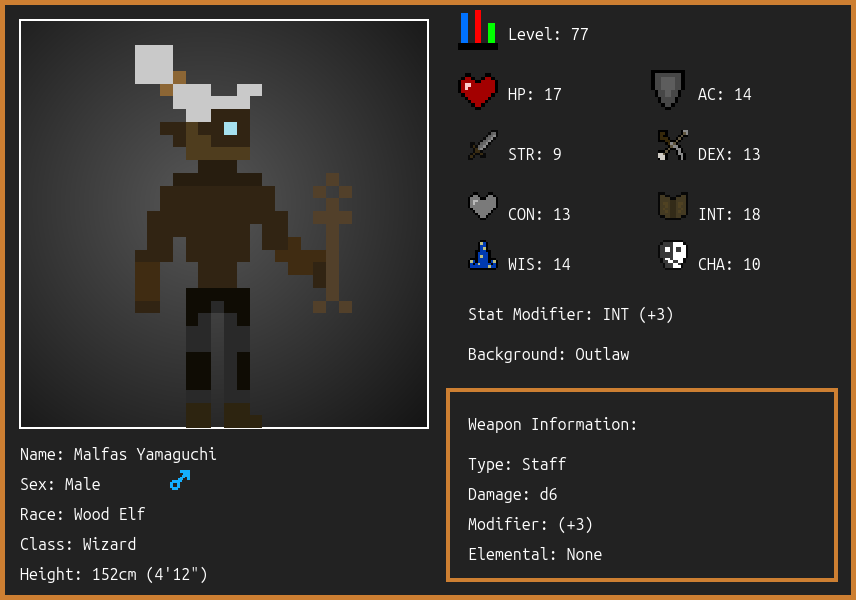 Level: 77
HP: 17
AC: 14
STR: 9
DEX: 13
CON: 13
INT: 18
WIS: 14
CHA: 10
Stat Modifier: INT (+3)
Background: Outlaw
Weapon Information:
Type: Staff
Damage: d6
Modifier: (+3)
Elemental: None
Name: Malfas Yamaguchi
Sex: Male
Race: Wood Elf
Class: Wizard
Height: 152cm (4'12")